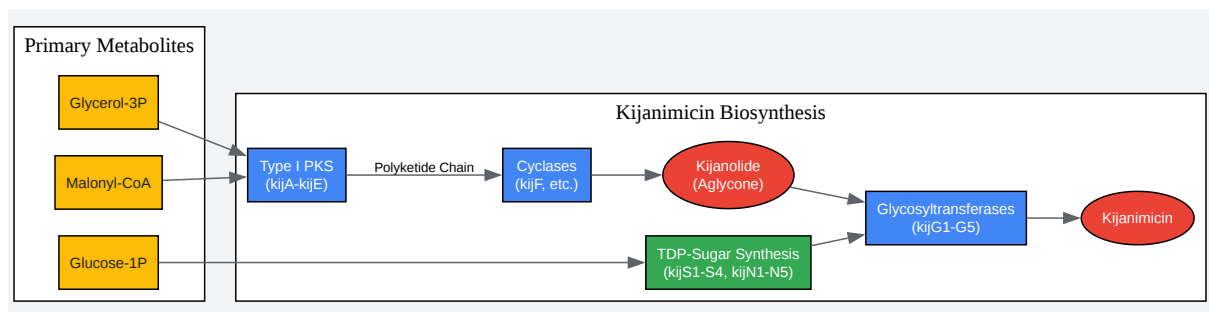 Primary Metabolites
Glycerol-3P
Malonyl-CoA
Glucose-1P
Kijanimicin Biosynthesis
Type I PKS
(kijA-kijE)
Polyketide Chain
Cyclases
(kijF, etc.)
Kijanolide
(Aglycone)
TDP-Sugar Synthesis
(kijS1-S4, kijN1-N5)
Glycosyltransferases
(kijG1-G5)
Kijanimicin